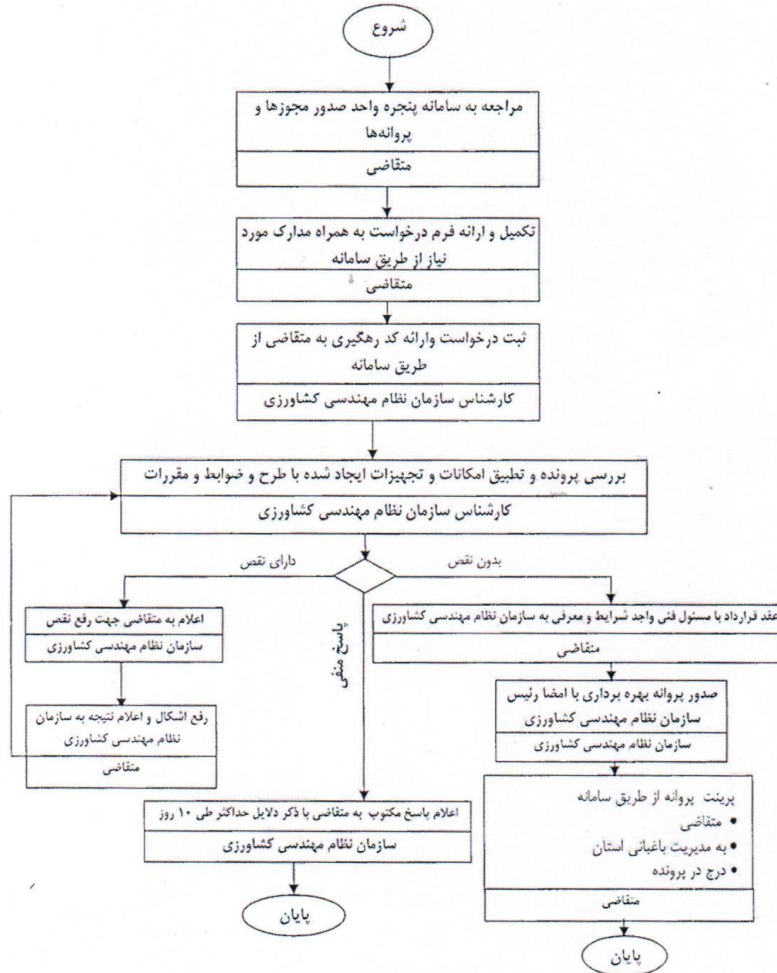 شروع
مراجعه به سامانه پنجره واحد صدور مجوزها و
پروانه‌ها
متقاضی
تکمیل و ارائه فرم درخواست به همراه مدارک مورد
نیاز از طریق سامانه
متقاضی
ثبت درخواست وارائه کد رهگیری به متقاضی از
طریق سامانه
کارشناس سازمان نظام مهندسی کشاورزی
بررسی پرونده و تطبیق امکانات و تجهیزات ایجاد شده با طرح و ضوابط و مقررات
کارشناس سازمان نظام مهندسی کشاورزی
بدون نقص
دارای نقص
پاسخ منفی
عقد قرارداد با مسئول فنی واجد شرایط و معرفی به سازمان نظام مهندسی کشاورزی
متقاضی
صدور پروانه بهره برداری با امضا رئیس
سازمان نظام مهندسی کشاورزی
سازمان نظام مهندسی کشاورزی
پرینت پروانه از طریق سامانه
• متقاضی
• به مدیریت باغبانی استان
• درج در پرونده
متقاضی
پایان
اعلام به متقاضی جهت رفع نقص
سازمان نظام مهندسی کشاورزی
رفع اشکال و اعلام نتیجه به سازمان
نظام مهندسی کشاورزی
متقاضی
اعلام پاسخ مکتوب به متقاضی با ذکر دلایل حداکثر طی ۱۰ روز
سازمان نظام مهندسی کشاورزی
پایان